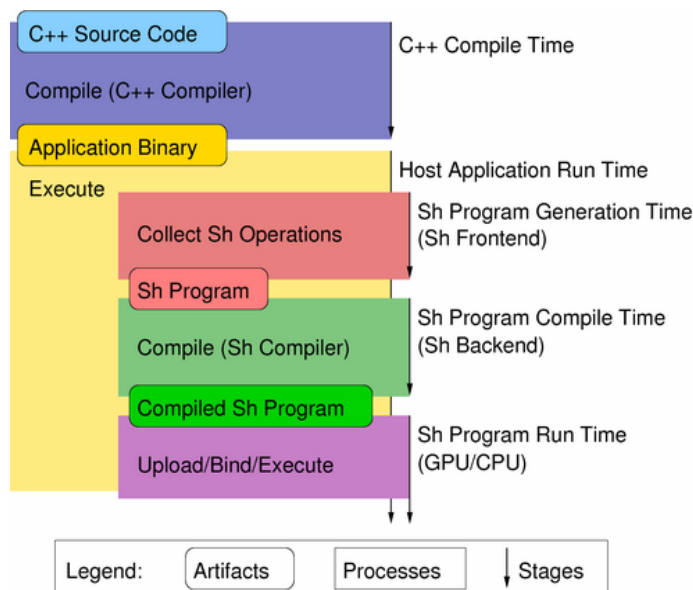 C++ Source Code
C++ Compile Time
Compile (C++ Compiler)
Application Binary
Host Application Run Time
Execute
Sh Program Generation Time
(Sh Frontend)
Collect Sh Operations
Sh Program
Sh Program Compile Time
(Sh Backend)
Compile (Sh Compiler)
Compiled Sh Program
Sh Program Run Time
(GPU/CPU)
Upload/Bind/Execute
Legend: Artifacts Processes Stages